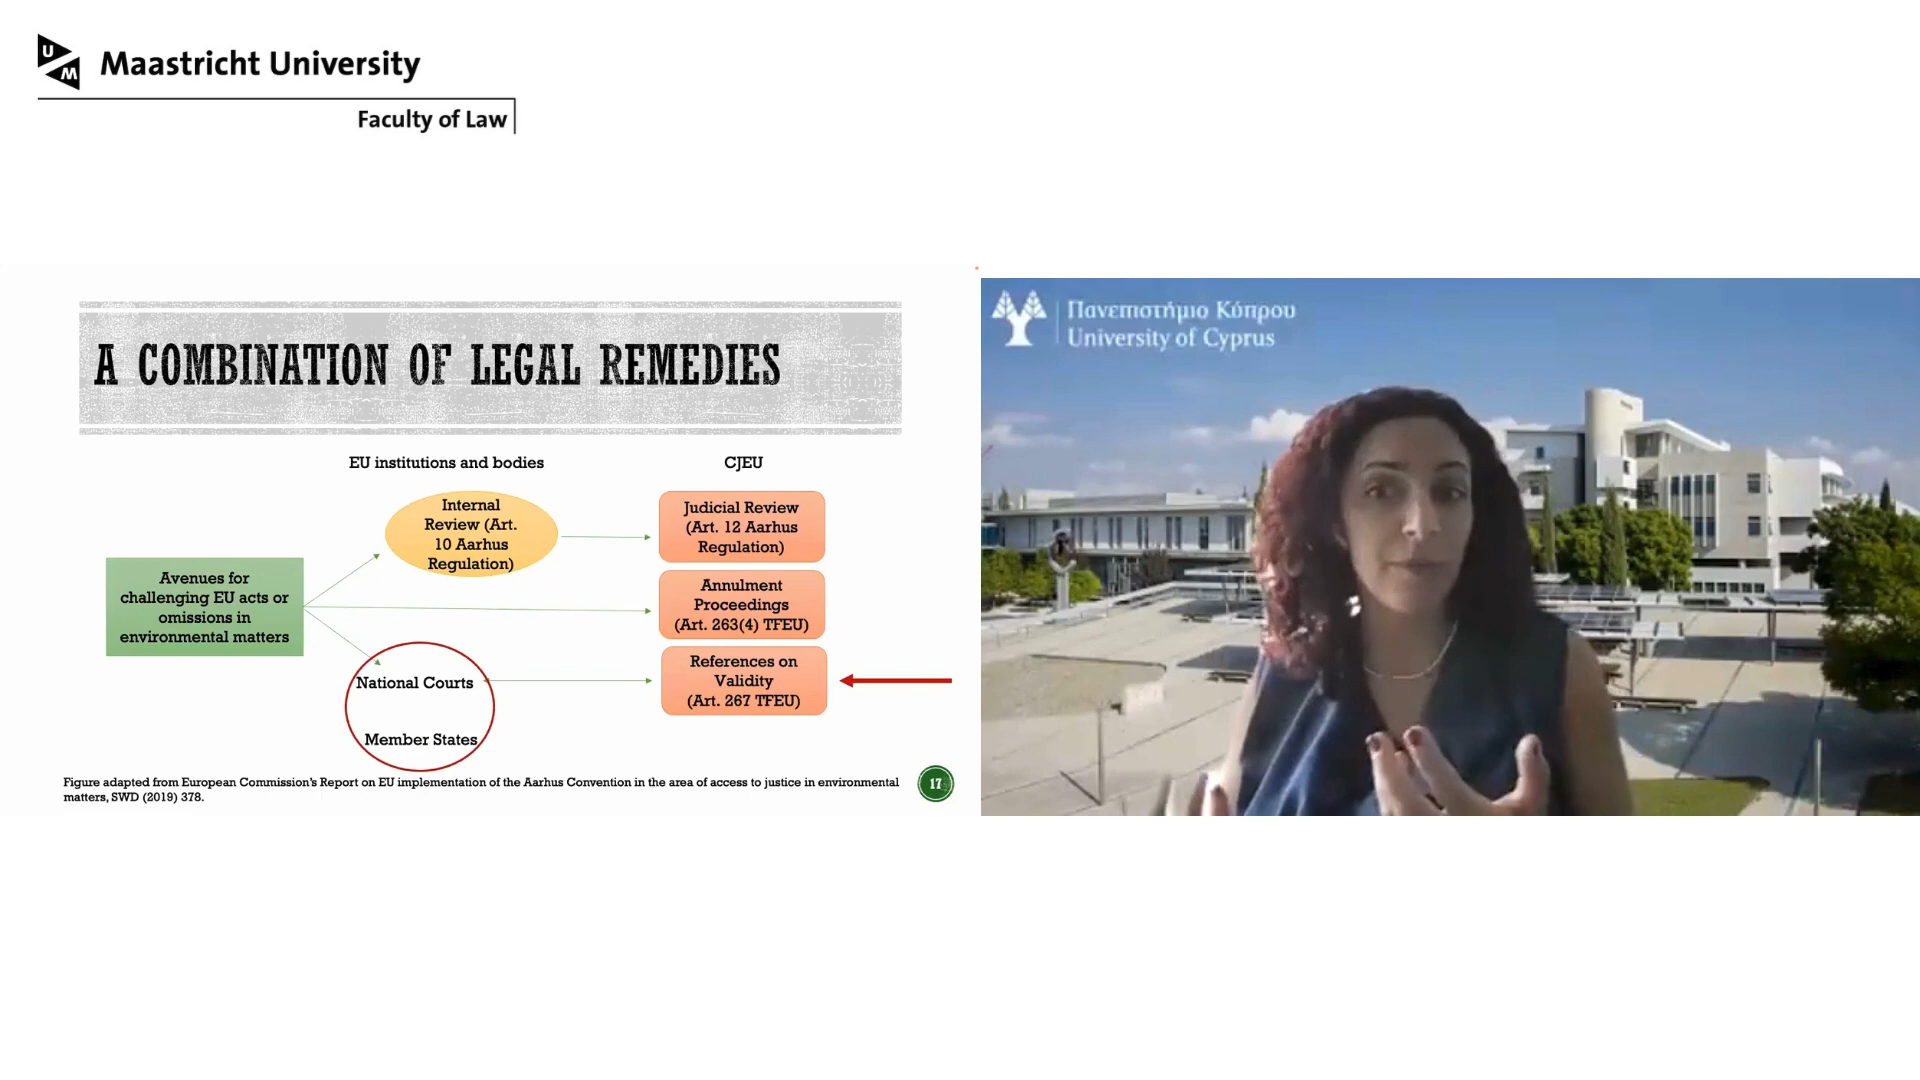 UM
Maastricht University
Faculty of Law
A COMBINATION OF LEGAL REMEDIES
EU institutions and bodies
CJEU
Internal
Review (Art.
10 Aarhus
Regulation)
Judicial Review
(Art. 12 Aarhus
Regulation)
Avenues for
challenging EU acts or
omissions in
environmental matters
Annulment
Proceedings
(Art. 263(4) TFEU)
National Courts
Member States
References on
Validity
(Art. 267 TFEU)
Figure adapted from European Commission's Report on EU implementation of the Aarhus Convention in the area of access to justice in environmental
matters, SWD (2019) 378.
17
Πανεπιστήμιο Κύπρου
University of Cyprus